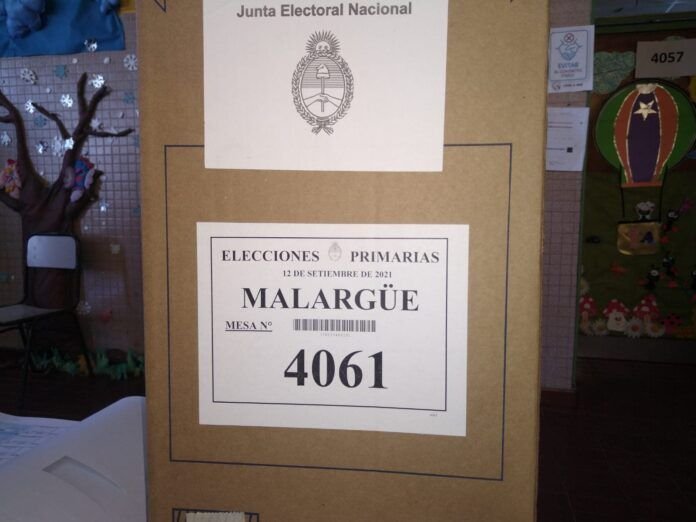 Junta Electoral Nacional
ELECCIONES PRIMARIAS
12 DE SETIEMBRE DE 2021
MALARGÜE
MESA N°
4061
EVITAR
4057